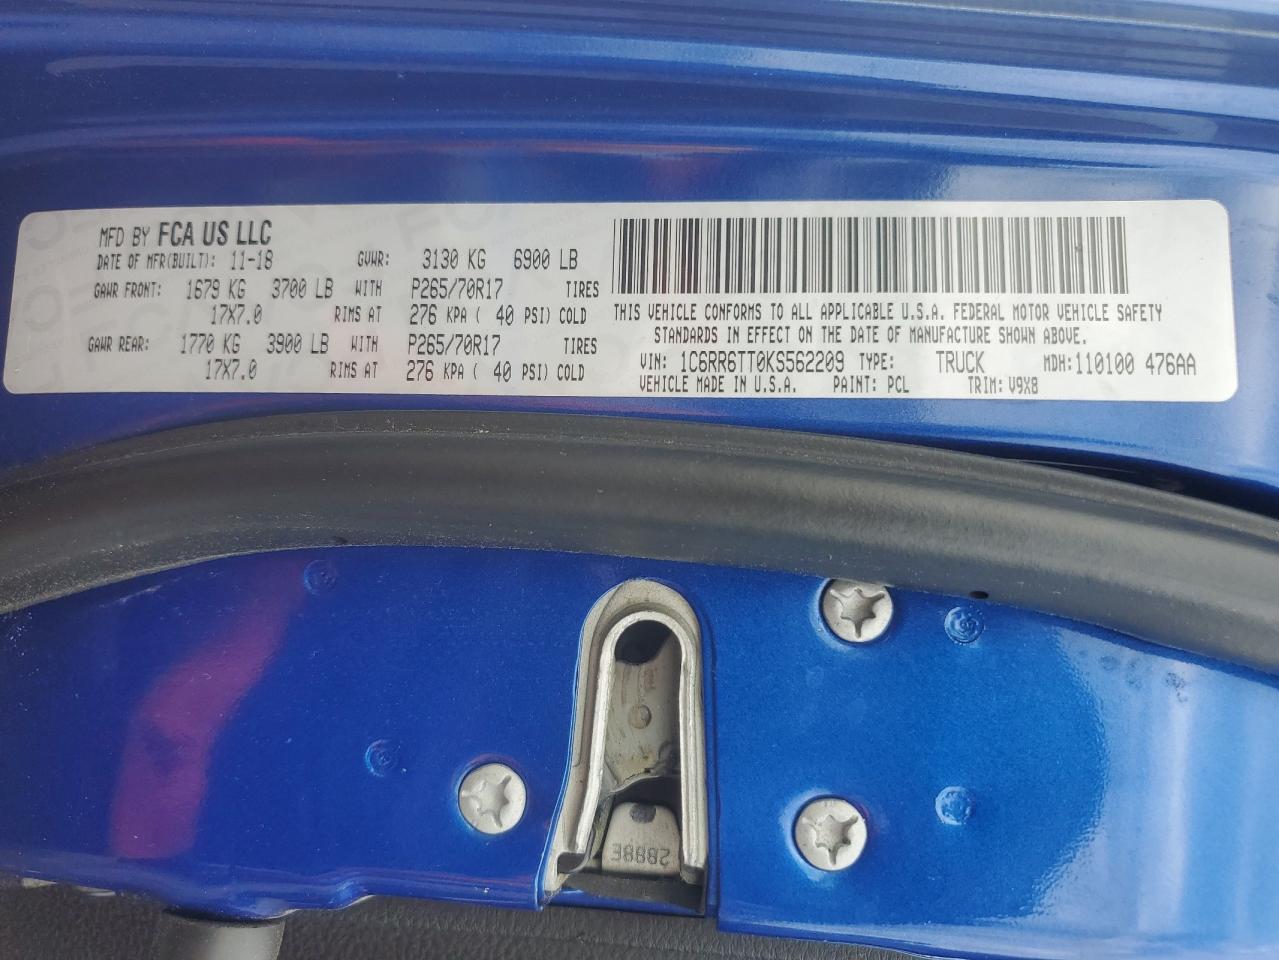 MFD BY FCA US LLC
DATE OF MFR(BUILT): 11-18 GVWR: 3130 KG 6900 LB
GAWR FRONT: 1679 KG 3700 LB WITH P265/70R17 TIRES
17X7.0 RIMS AT 276 KPA ( 40 PSI) COLD
GAWR REAR: 1770 KG 3900 LB WITH P265/70R17 TIRES
17X7.0 RIMS AT 276 KPA ( 40 PSI) COLD
THIS VEHICLE CONFORMS TO ALL APPLICABLE U.S.A. FEDERAL MOTOR VEHICLE SAFETY
STANDARDS IN EFFECT ON THE DATE OF MANUFACTURE SHOWN ABOVE.
VIN: 1C6RR6TT0KS562209 TYPE: TRUCK MDH:110100 476AA
VEHICLE MADE IN U.S.A. PAINT: PCL TRIM: V9X8